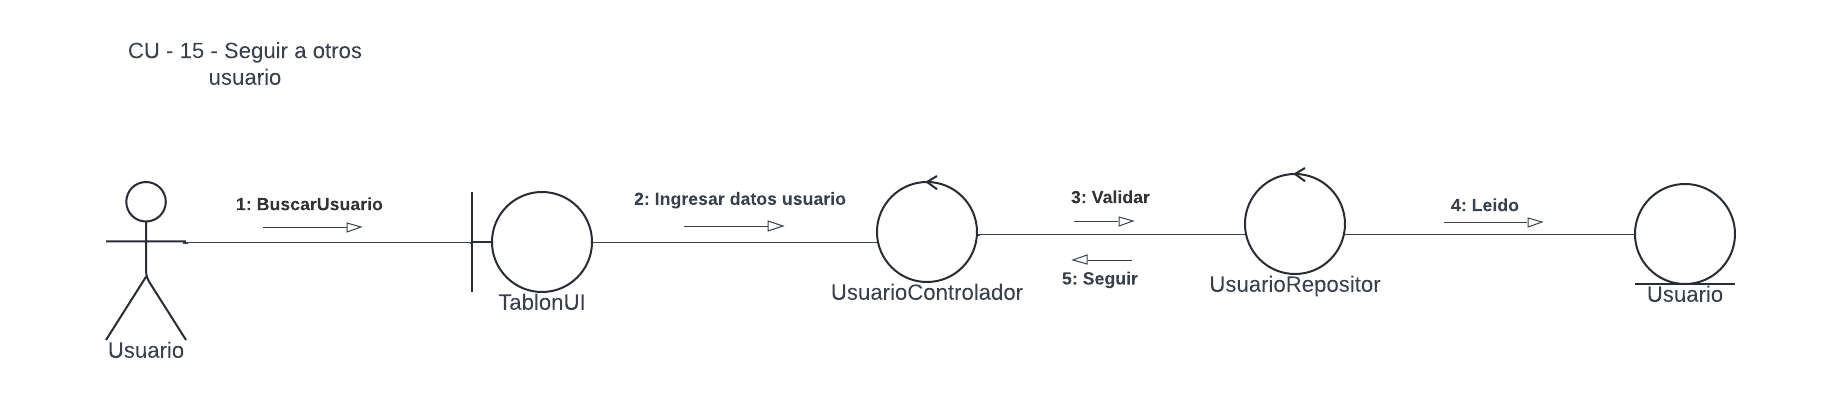 CU - 15 - Seguir a otros
usuario
1: BuscarUsuario
2: Ingresar datos usuario
3: Validar
4: Leido
5: Seguir
TablonUI
UsuarioControlador
UsuarioRepositor
Usuario
Usuario